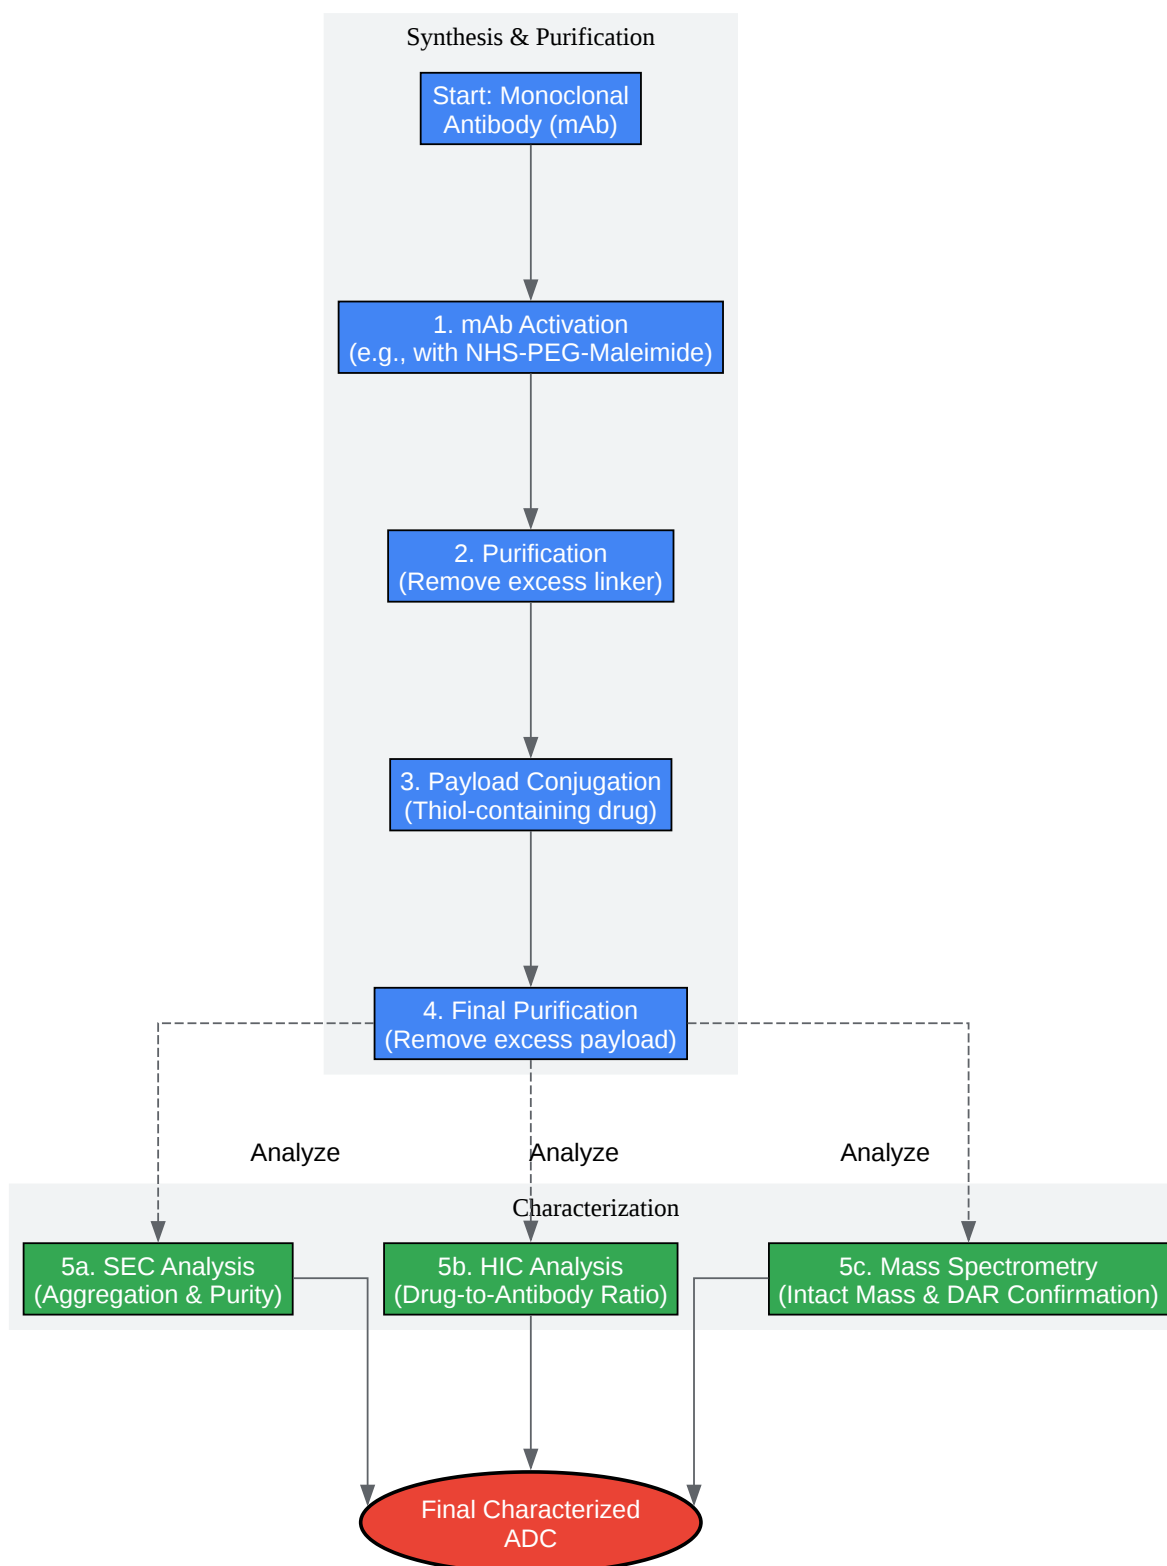 Synthesis & Purification
Start: Monoclonal
Antibody (mAb)
1. mAb Activation
(e.g., with NHS-PEG-Maleimide)
2. Purification
(Remove excess linker)
3. Payload Conjugation
(Thiol-containing drug)
4. Final Purification
(Remove excess payload)
Analyze
Analyze
Analyze
Characterization
5a. SEC Analysis
(Aggregation & Purity)
5b. HIC Analysis
(Drug-to-Antibody Ratio)
5c. Mass Spectrometry
(Intact Mass & DAR Confirmation)
Final Characterized
ADC